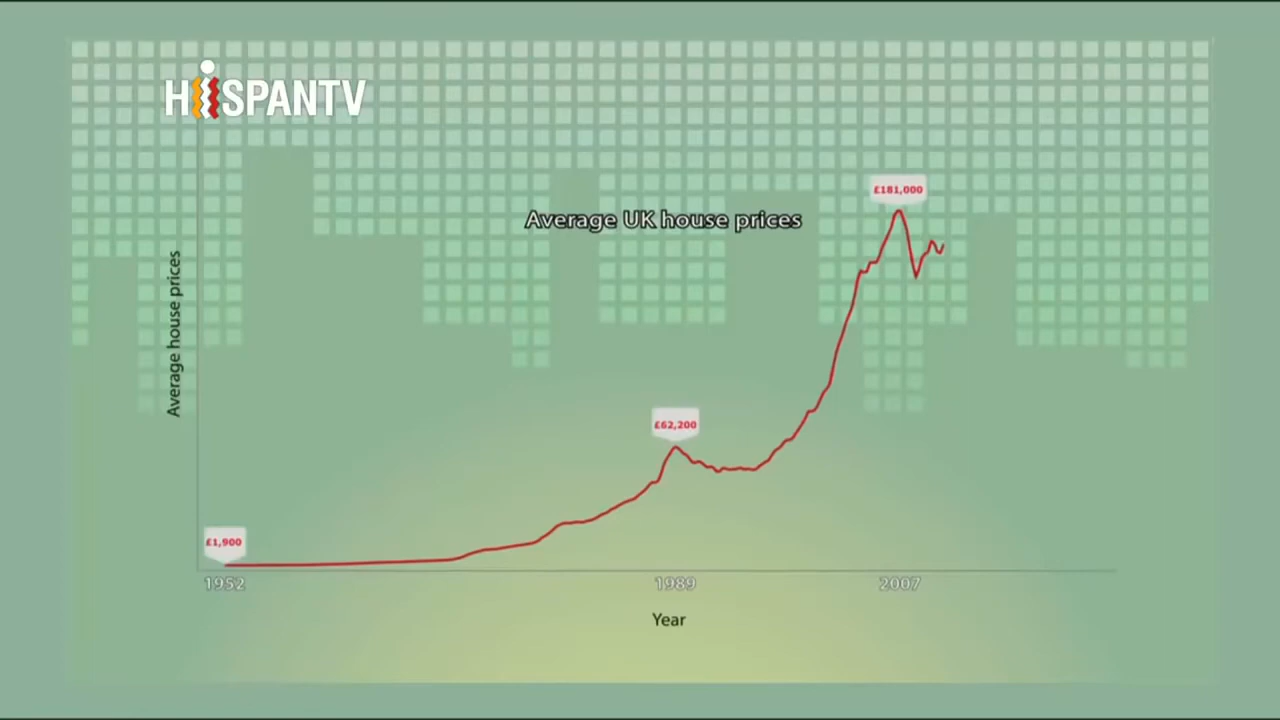 HiSPANTV
£181,000
Average UK house prices
Average house prices
£62,200
£1,900
1952
1989
2007
Year